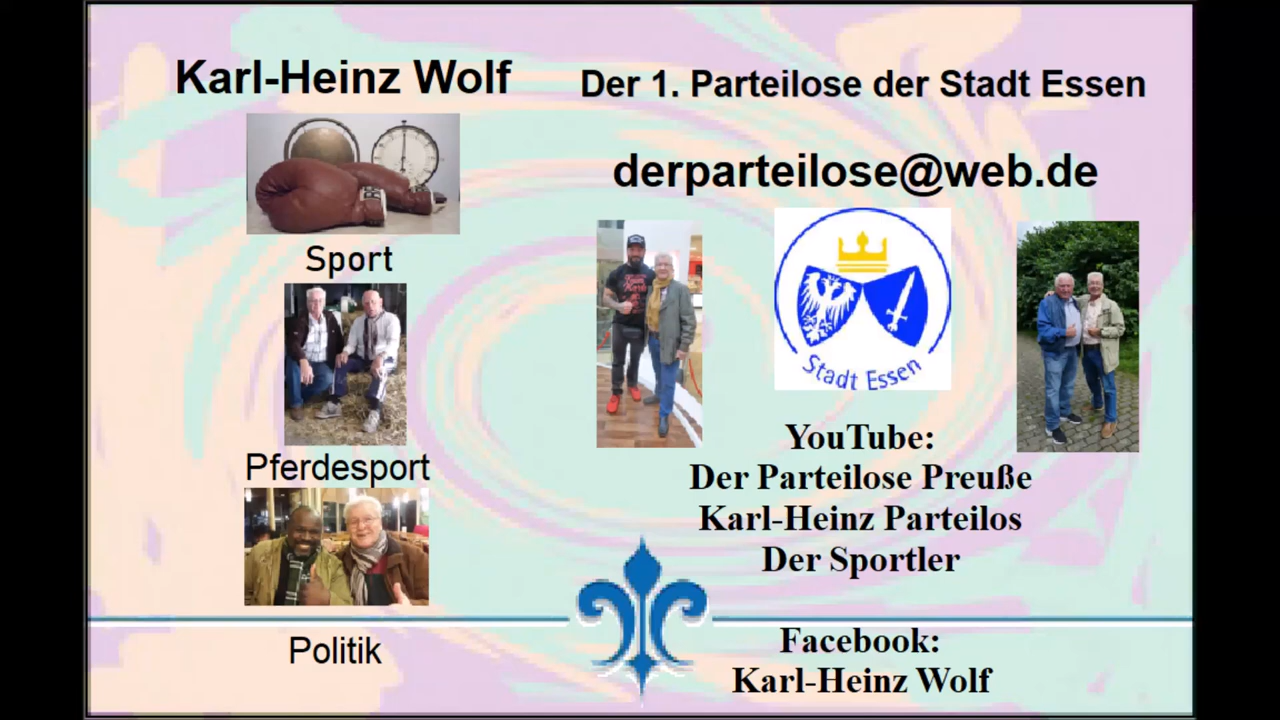 Karl-Heinz Wolf
Der 1. Parteilose der Stadt Essen
derparteilose@web.de
Sport
Pferdesport
Politik
Stadt Essen
YouTube:
Der Parteilose Preuße
Karl-Heinz Parteilos
Der Sportler
Facebook:
Karl-Heinz Wolf